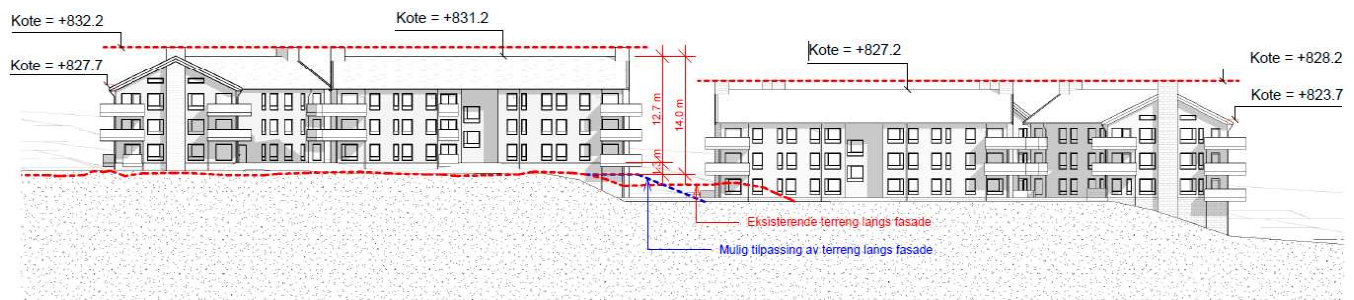 Kote = +832.2
Kote = +831.2
Kote = +827.7
Kote = +827.2
Kote = +828.2
Kote = +823.7
12,7 m
14,0 m
Eksisterende terreng langs fasade
Mulig tilpassing av terreng langs fasade